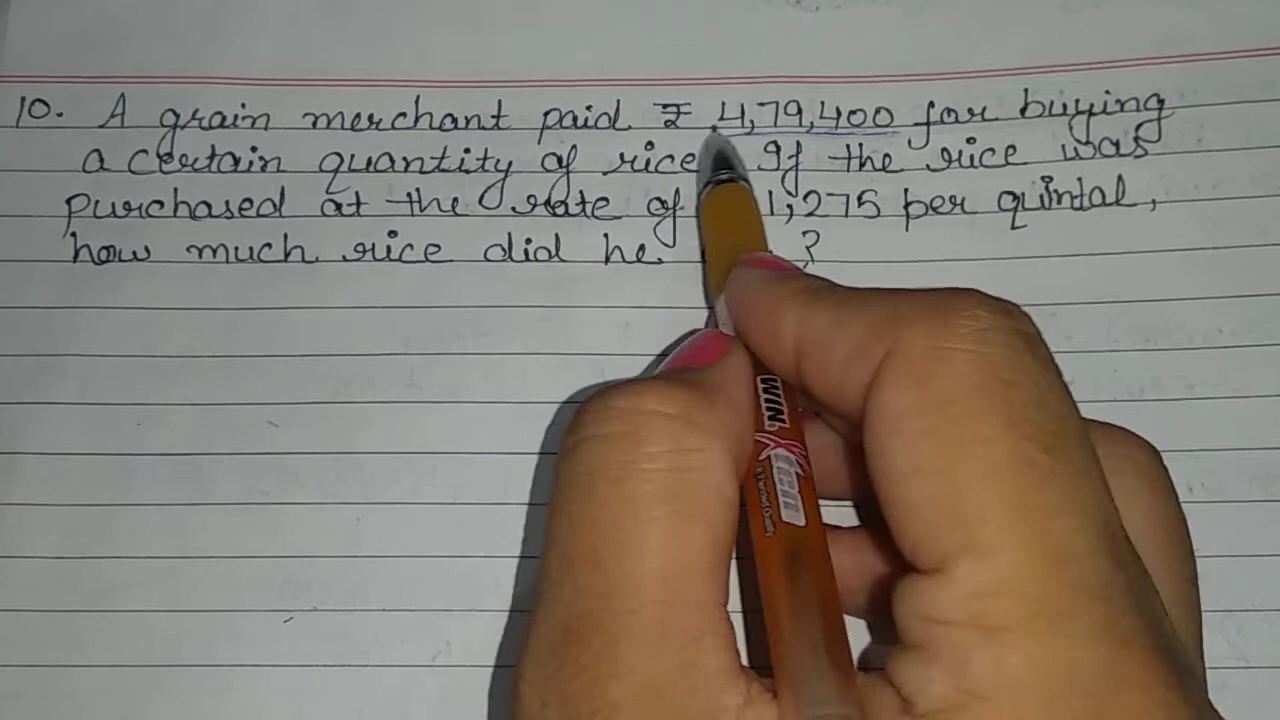 10. A grain merchant paid ₹ 4,79,400 for buying
a certain quantity of rice. If the rice was
purchased at the rate of 1,275 per quintal,
how much rice did he ?
WIN